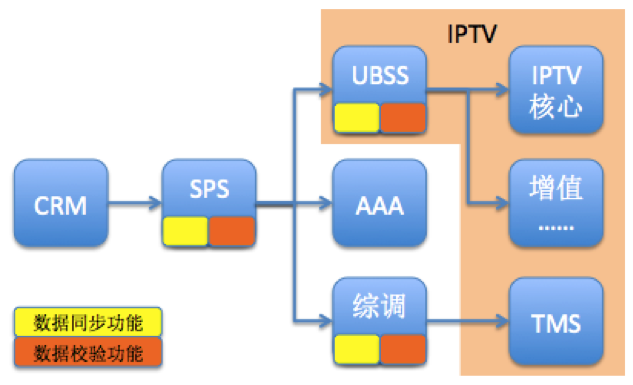 IPTV
UBSS
IPTV
核心
CRM
SPS
AAA
增值
……
综调
TMS
数据同步功能
数据校验功能